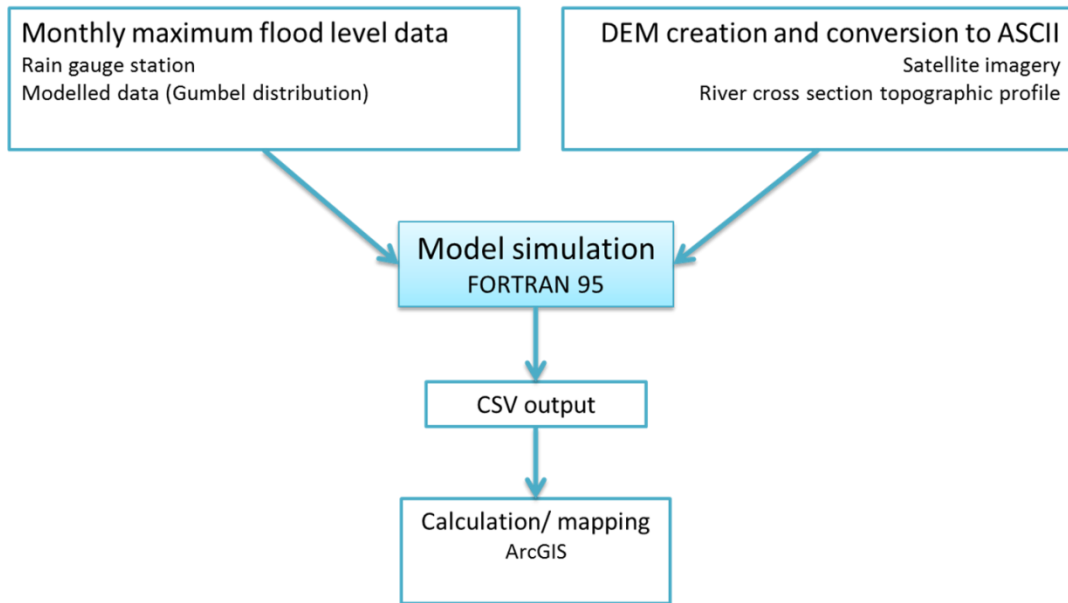 Monthly maximum flood level data
Rain gauge station
Modelled data (Gumbel distribution)
DEM creation and conversion to ASCII
Satellite imagery
River cross section topographic profile
Model simulation
FORTRAN 95
CSV output
Calculation/ mapping
ArcGIS